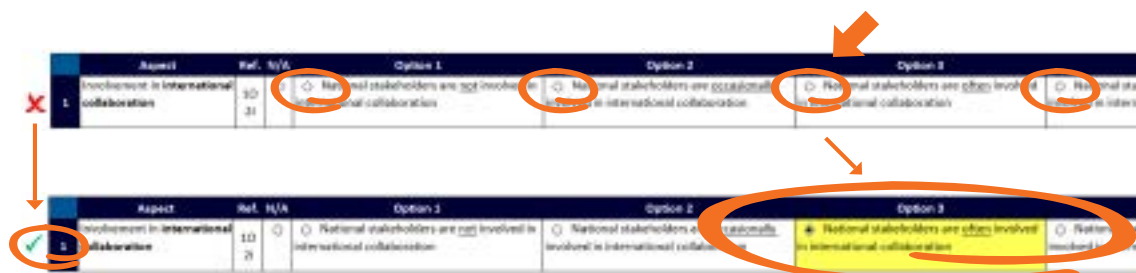 Aspect Ref. N/A Option 1 Option 2 Option 3
1 Involvement in international National stakeholders are not involved in National stakeholders are occasionally National stakeholders are often involved
collaboration international collaboration involved in international collaboration in international collaboration
Aspect Ref. N/A Option 1 Option 2 Option 3
1 Involvement in international National stakeholders are not involved in National stakeholders are occasionally National stakeholders are often involved
collaboration international collaboration involved in international collaboration in international collaboration